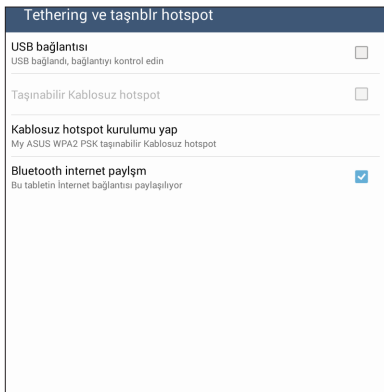 Tethering ve taşnblr hotspot
USB bağlantısı
USB bağlandı, bağlantıyı kontrol edin
Taşınabilir Kablosuz hotspot
Kablosuz hotspot kurulumu yap
My ASUS WPA2 PSK taşınabilir Kablosuz hotspot
Bluetooth internet paylşm
Bu tabletin İnternet bağlantısı paylaşılıyor